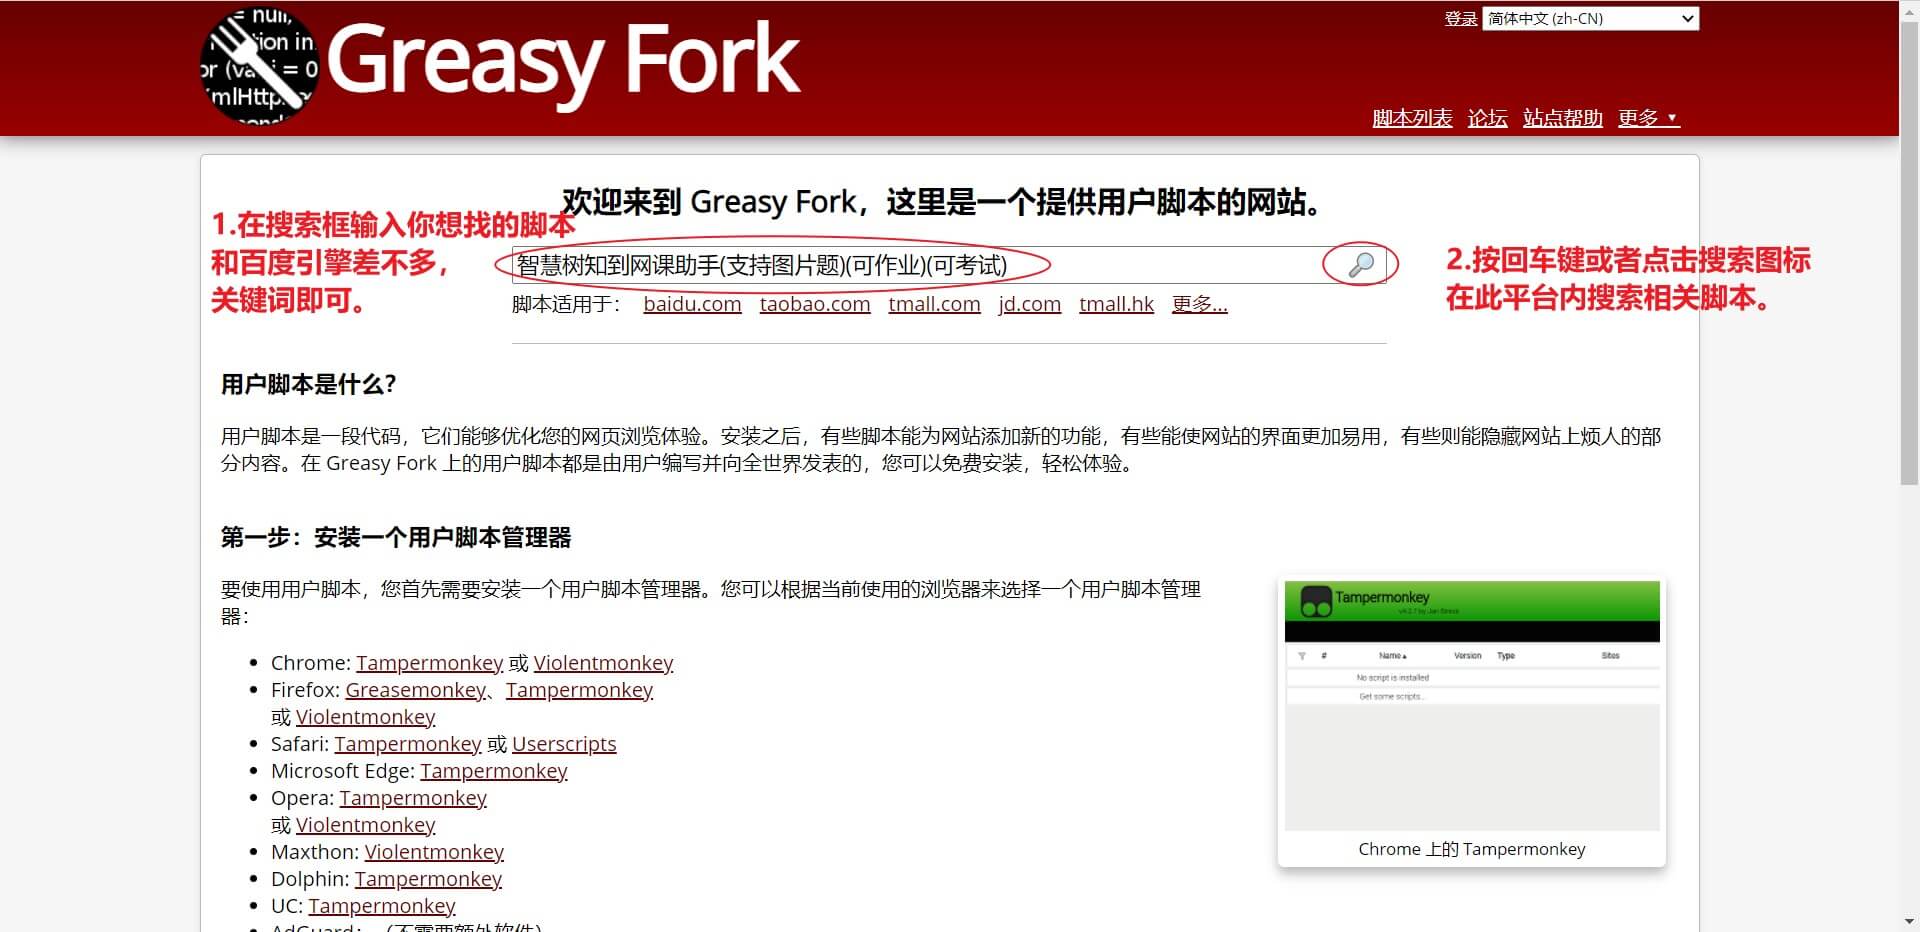 null,
tion in
or (va i = 0
mlHttp
Greasy Fork
登录 简体中文 (zh-CN)
脚本列表 论坛 站点帮助 更多 ▼
欢迎来到 Greasy Fork，这里是一个提供用户脚本的网站。
1.在搜索框输入你想找的脚本
和百度引擎差不多，
关键词即可。
智慧树知到网课助手(支持图片题)(可作业)(可考试)
2.按回车键或者点击搜索图标
在此平台内搜索相关脚本。
脚本适用于： baidu.com taobao.com tmall.com jd.com tmall.hk 更多...
用户脚本是什么?
用户脚本是一段代码，它们能够优化您的网页浏览体验。安装之后，有些脚本能为网站添加新的功能，有些能使网站的界面更加易用，有些则能隐藏网站上烦人的部
分内容。在 Greasy Fork 上的用户脚本都是由用户编写并向全世界发表的，您可以免费安装，轻松体验。
第一步：安装一个用户脚本管理器
要使用用户脚本，您首先需要安装一个用户脚本管理器。您可以根据当前使用的浏览器来选择一个用户脚本管理
器：
• Chrome: Tampermonkey 或 Violentmonkey
• Firefox: Greasemonkey、Tampermonkey
或 Violentmonkey
• Safari: Tampermonkey 或 Userscripts
• Microsoft Edge: Tampermonkey
• Opera: Tampermonkey
或 Violentmonkey
• Maxthon: Violentmonkey
• Dolphin: Tampermonkey
• UC: Tampermonkey
• AdGuard：（不需要额外软件）
Tampermonkey
v4.2.7 by Jan Biniok
# Name ▴ Version Type Sites
No script is installed
Get some scripts...
Chrome 上的 Tampermonkey